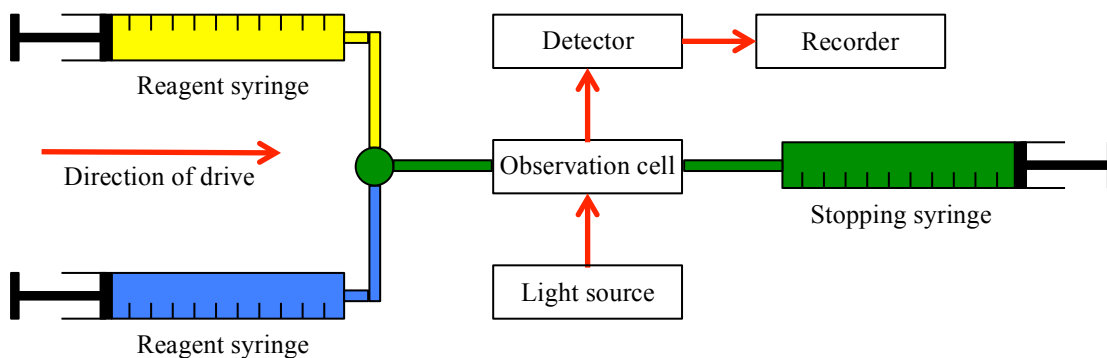 Reagent syringe
Detector
Recorder
Direction of drive
Observation cell
Stopping syringe
Light source
Reagent syringe